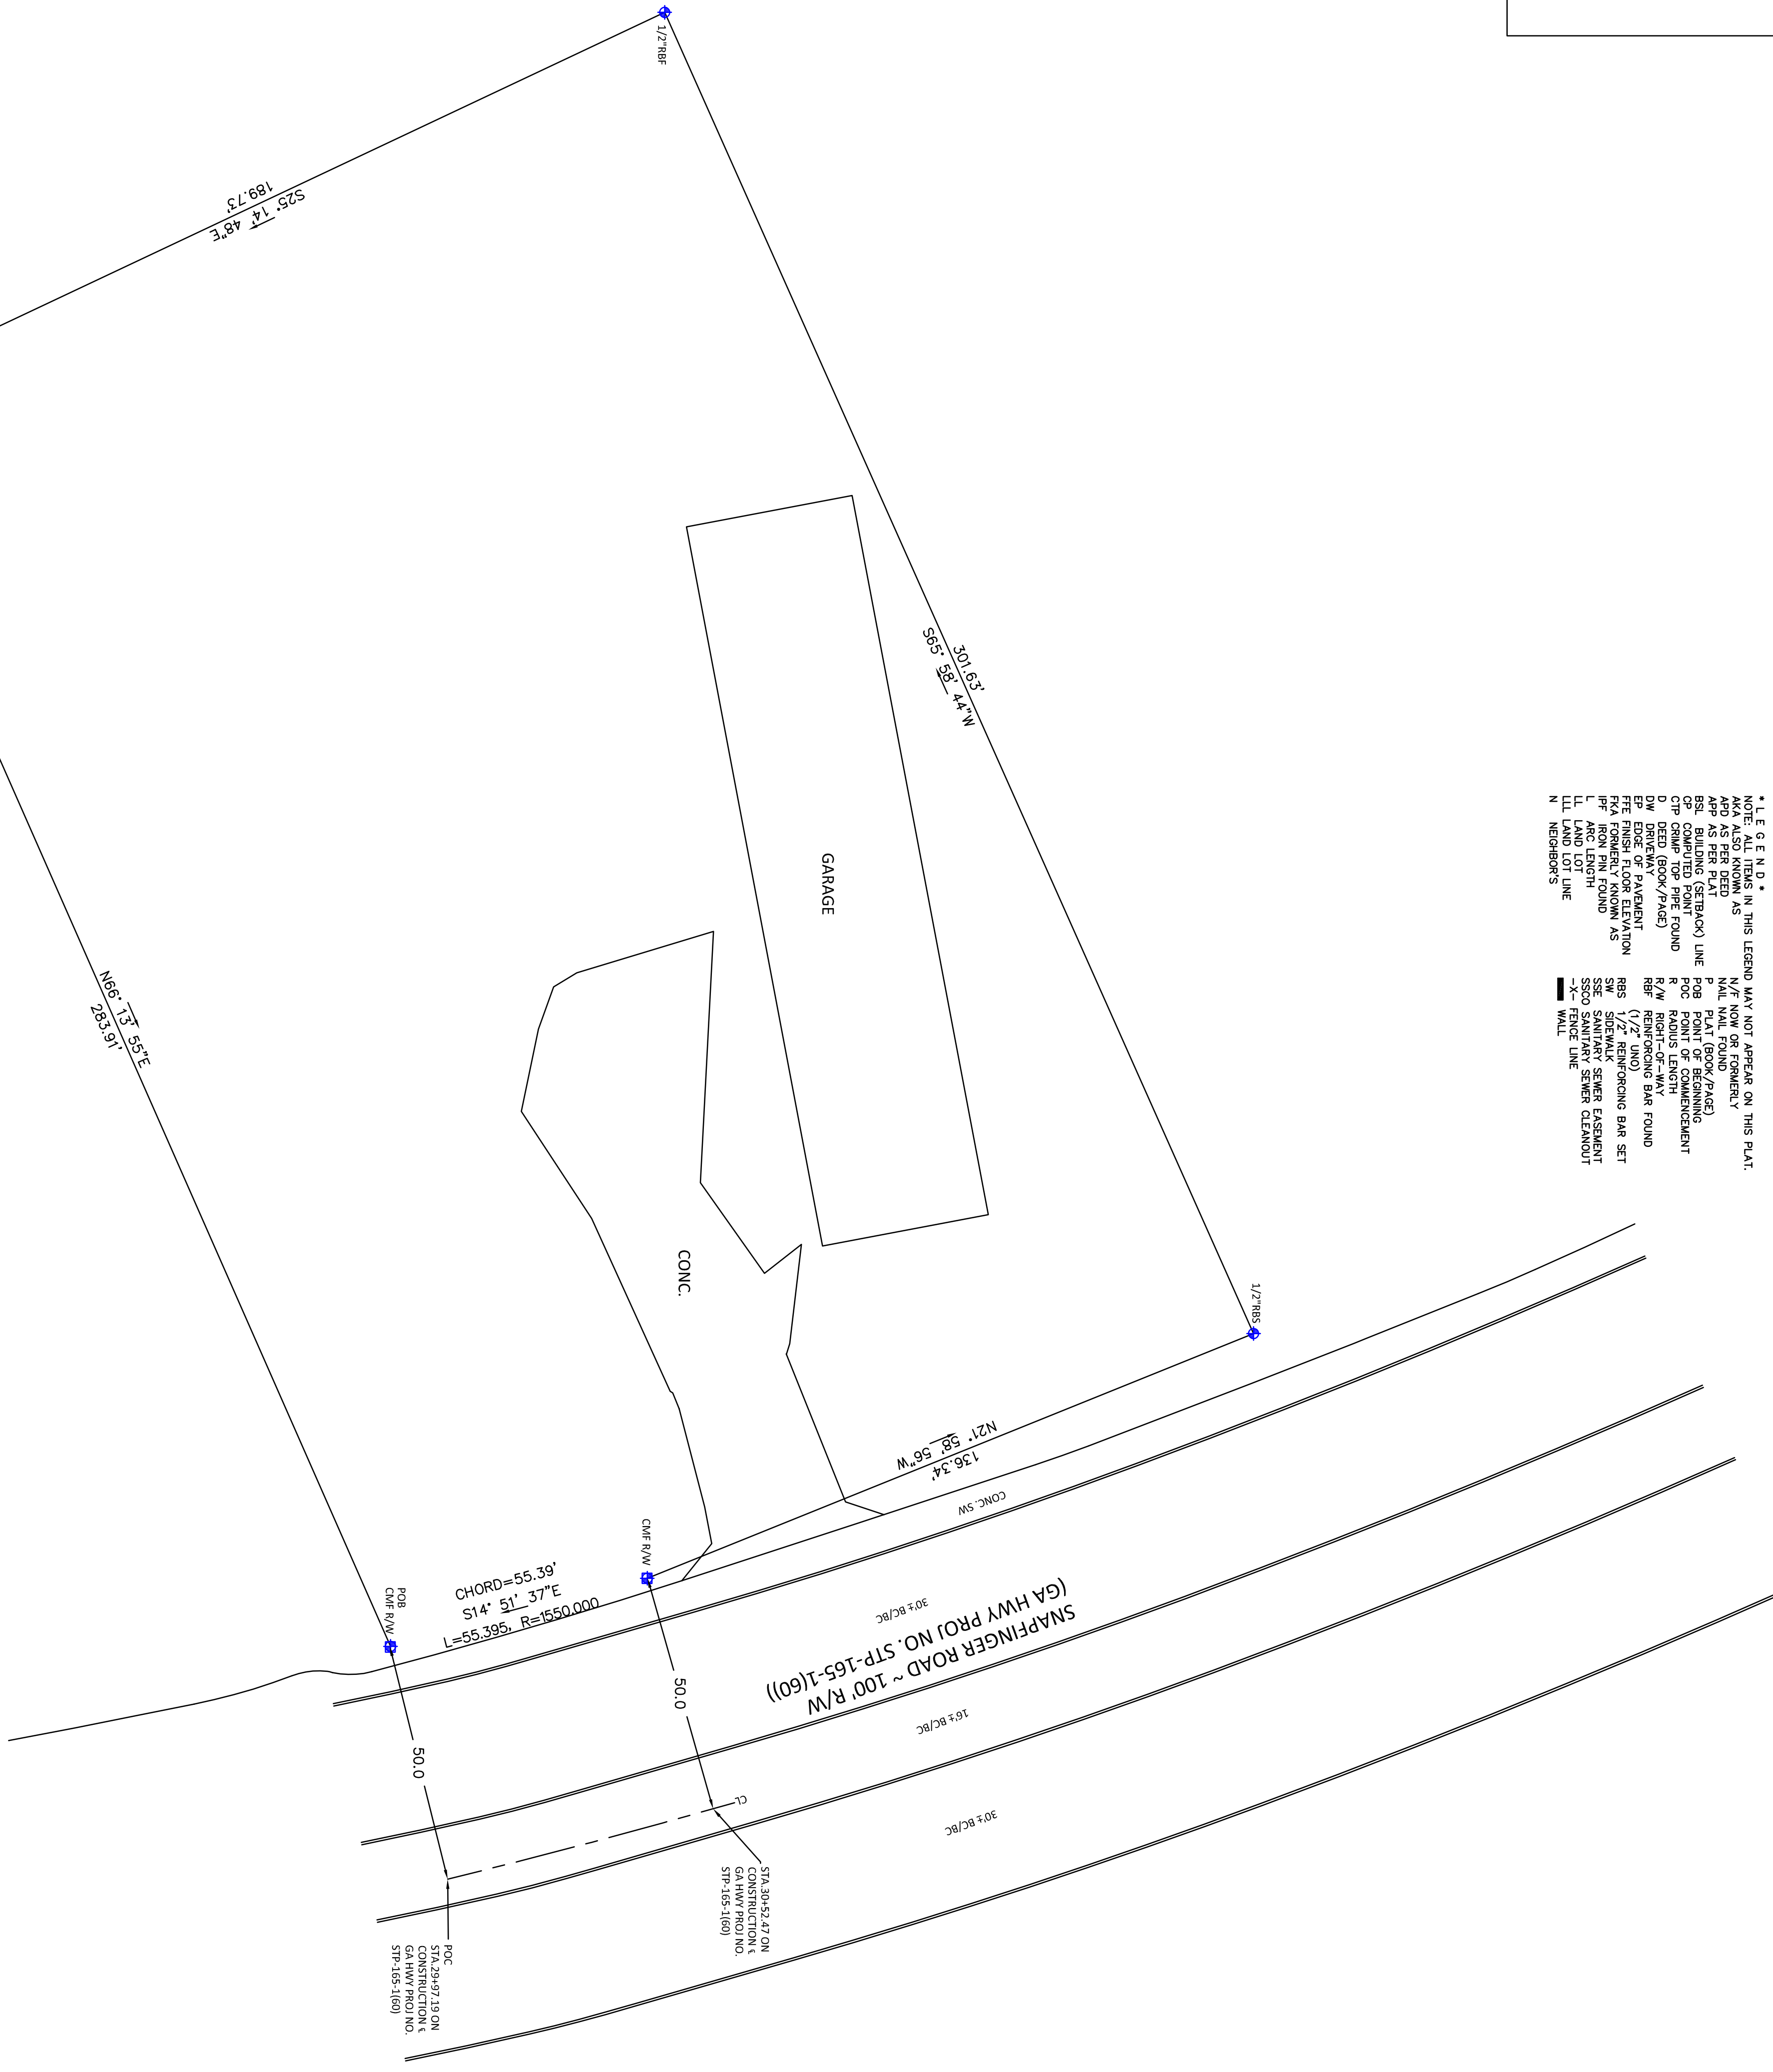 * L E G E N D *
NOTE: ALL ITEMS IN THIS LEGEND MAY NOT APPEAR ON THIS PLAT.
AKA ALSO KNOWN AS
APD AS PER DEED
APP AS PER PLAT
BSL BUILDING (SETBACK) LINE
CP COMPUTED POINT
CTP CRIMP TOP PIPE FOUND
D DEED (BOOK/PAGE)
DW DRIVEWAY
EP EDGE OF PAVEMENT
FFE FINISH FLOOR ELEVATION
FKA FORMERLY KNOWN AS
IPF IRON PIN FOUND
L ARC LENGTH
LL LAND LOT
LLL LAND LOT LINE
N NEIGHBOR'S
N/F NOW OR FORMERLY
NAIL NAIL FOUND
P PLAT (BOOK/PAGE)
POB POINT OF BEGINNING
POC POINT OF COMMENCEMENT
R RADIUS LENGTH
R/W RIGHT-OF-WAY
RBF REINFORCING BAR FOUND
(1/2" UNO)
RBS 1/2" REINFORCING BAR SET
SW SIDEWALK
SSE SANITARY SEWER EASEMENT
SSCO SANITARY SEWER CLEANOUT
-X- FENCE LINE
WALL
1/2"RBF
S25° 14' 48"E
189.73'
301.63'
S65° 58' 44"W
GARAGE
CONC.
1/2"RBS
N66° 13' 55"E
283.91'
N21° 58' 56"W
136.34'
CONC. SW
CMF R/W
CHORD=55.39'
S14° 51' 37"E
L=55.395, R=1550.000
POB
CMF R/W
30'± BC/BC
SNAPFINGER ROAD ~ 100' R/W
(GA HWY PROJ NO. STP-165-1(60))
16'± BC/BC
30'± BC/BC
50.0
50.0
CL
STA.30+52.47 ON
CONSTRUCTION ℄
GA HWY PROJ NO.
STP-165-1(60)
POC
STA.29+97.19 ON
CONSTRUCTION ℄
GA HWY PROJ NO.
STP-165-1(60)